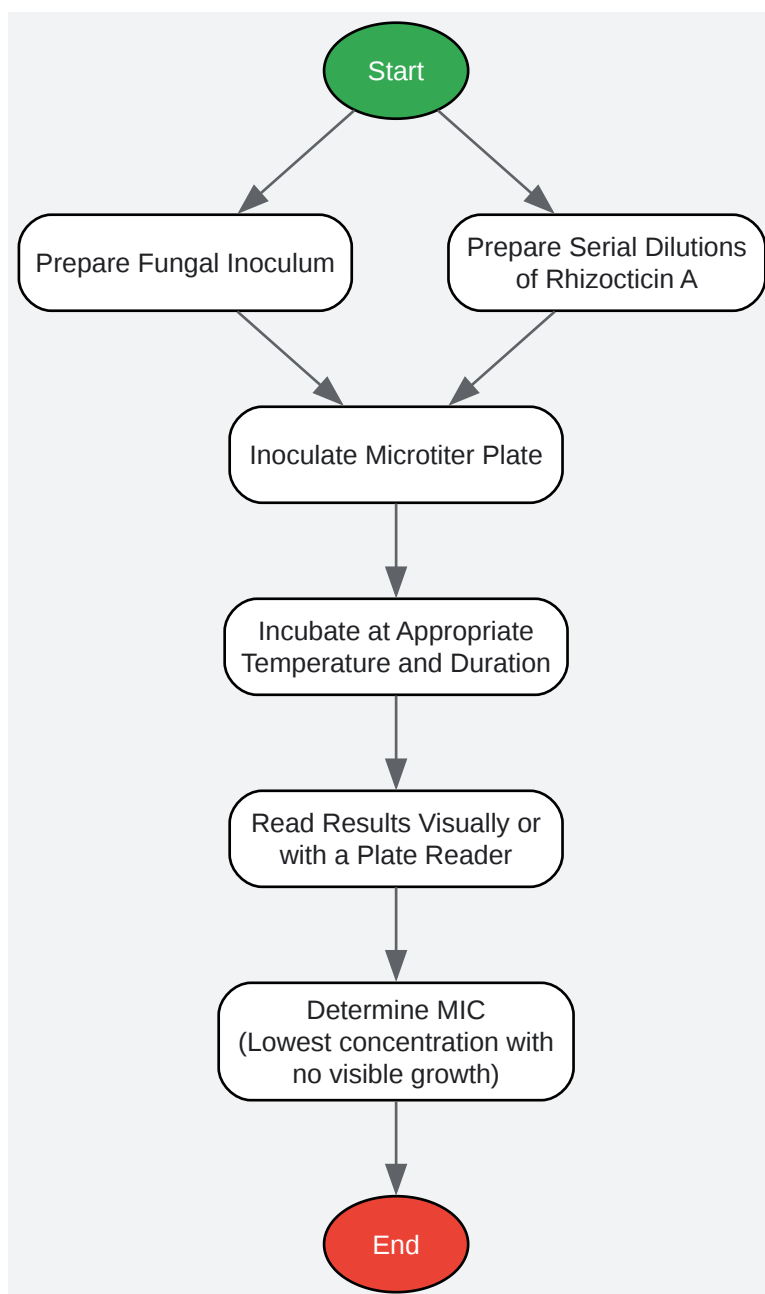 Start
Prepare Fungal Inoculum
Prepare Serial Dilutions
of Rhizocticin A
Inoculate Microtiter Plate
Incubate at Appropriate
Temperature and Duration
Read Results Visually or
with a Plate Reader
Determine MIC
(Lowest concentration with
no visible growth)
End